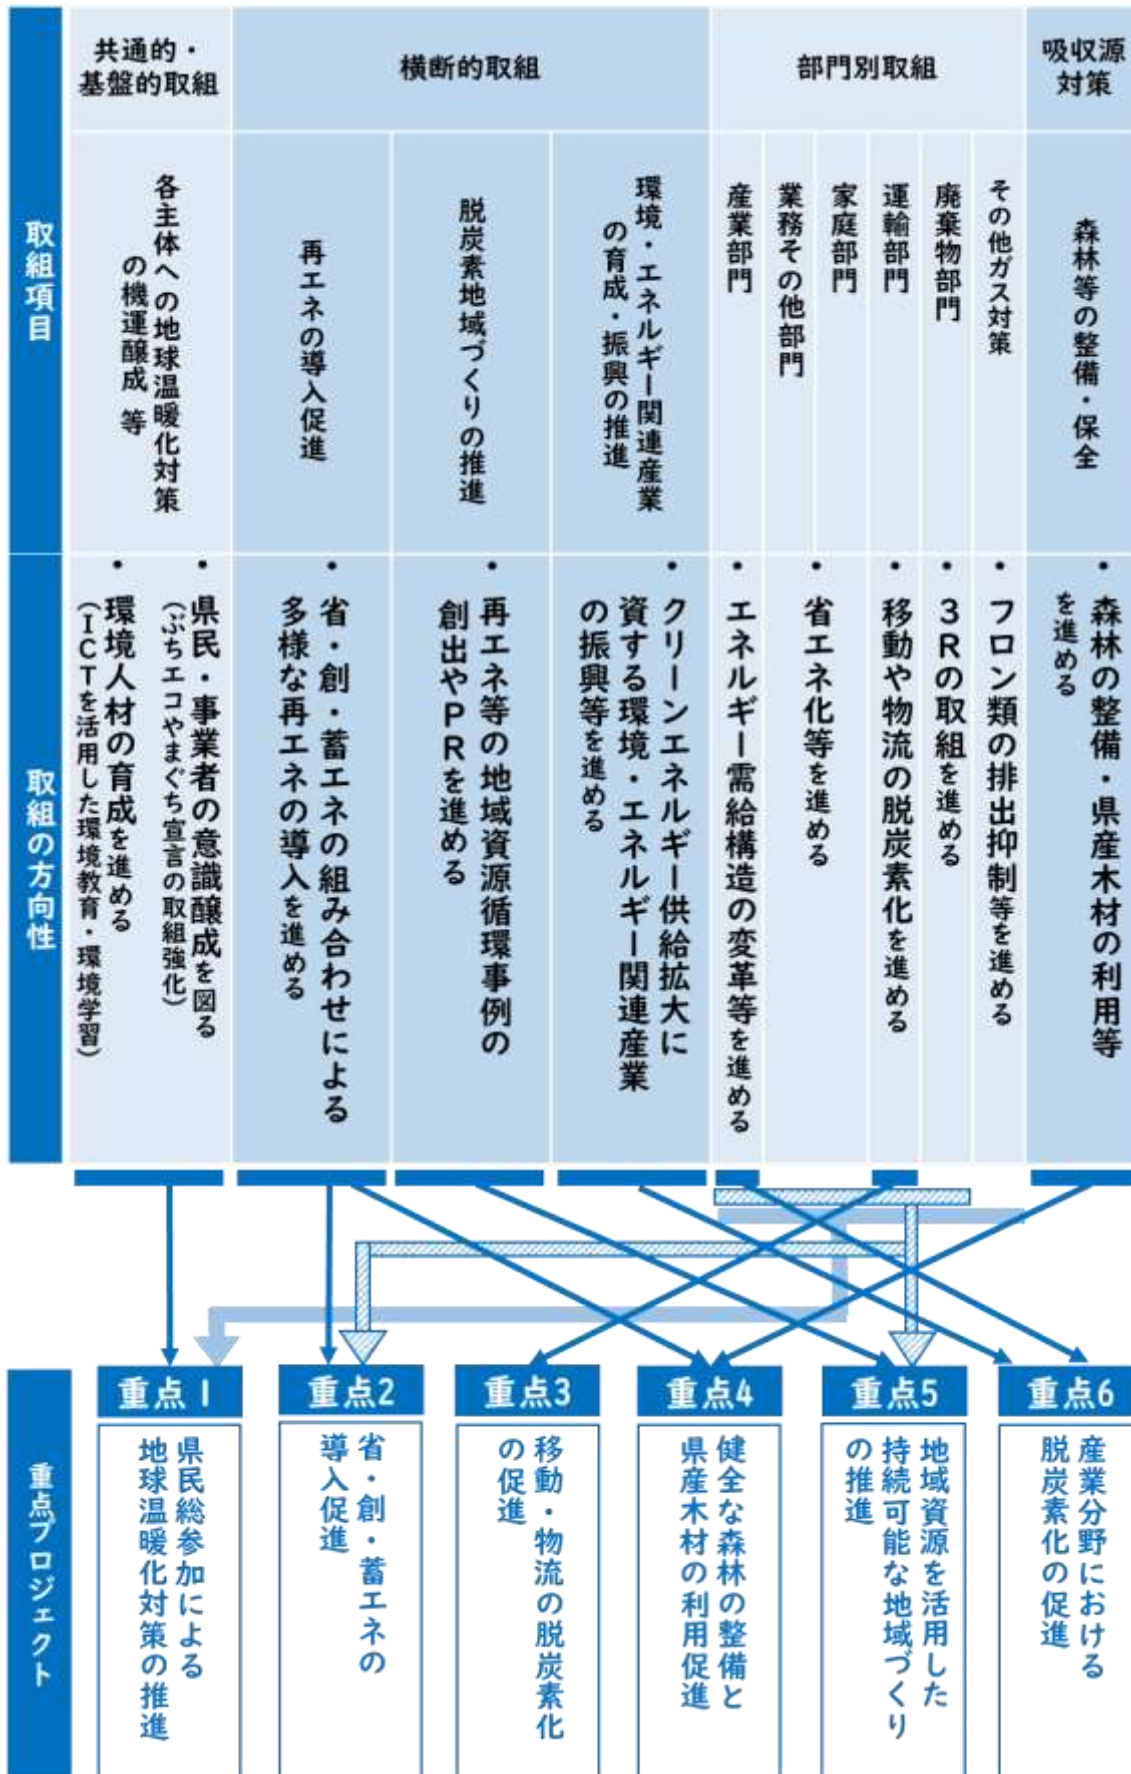 取組項目
共通的・
基盤的取組
横断的取組
部門別取組
吸収源
対策
各主体への地球温暖化対策
の機運醸成 等
再エネの導入促進
脱炭素地域づくりの推進
環境・エネルギー関連産業
の育成・振興の推進
産業部門
業務その他部門
家庭部門
運輸部門
廃棄物部門
その他ガス対策
森林等の整備・保全
取組の方向性
・県民・事業者の意識醸成を図る
(ぶちエコやまぐち宣言の取組強化)
・環境人材の育成を進める
(ICTを活用した環境教育・環境学習)
・省・創・蓄エネの組み合わせによる
多様な再エネの導入を進める
・再エネ等の地域資源循環事例の
創出やPRを進める
・クリーンエネルギー供給拡大に
資する環境・エネルギー関連産業
の振興等を進める
・エネルギー需給構造の変革等を進める
・省エネ化等を進める
・移動や物流の脱炭素化を進める
・3Rの取組を進める
・フロン類の排出抑制等を進める
・森林の整備・県産木材の利用等
を進める
重点プロジェクト
重点1
県民総参加による
地球温暖化対策の推進
重点2
省・創・蓄エネの
導入促進
重点3
移動・物流の脱炭素化
の促進
重点4
健全な森林の整備と
県産木材の利用促進
重点5
地域資源を活用した
持続可能な地域づくり
の推進
重点6
産業分野における
脱炭素化の促進